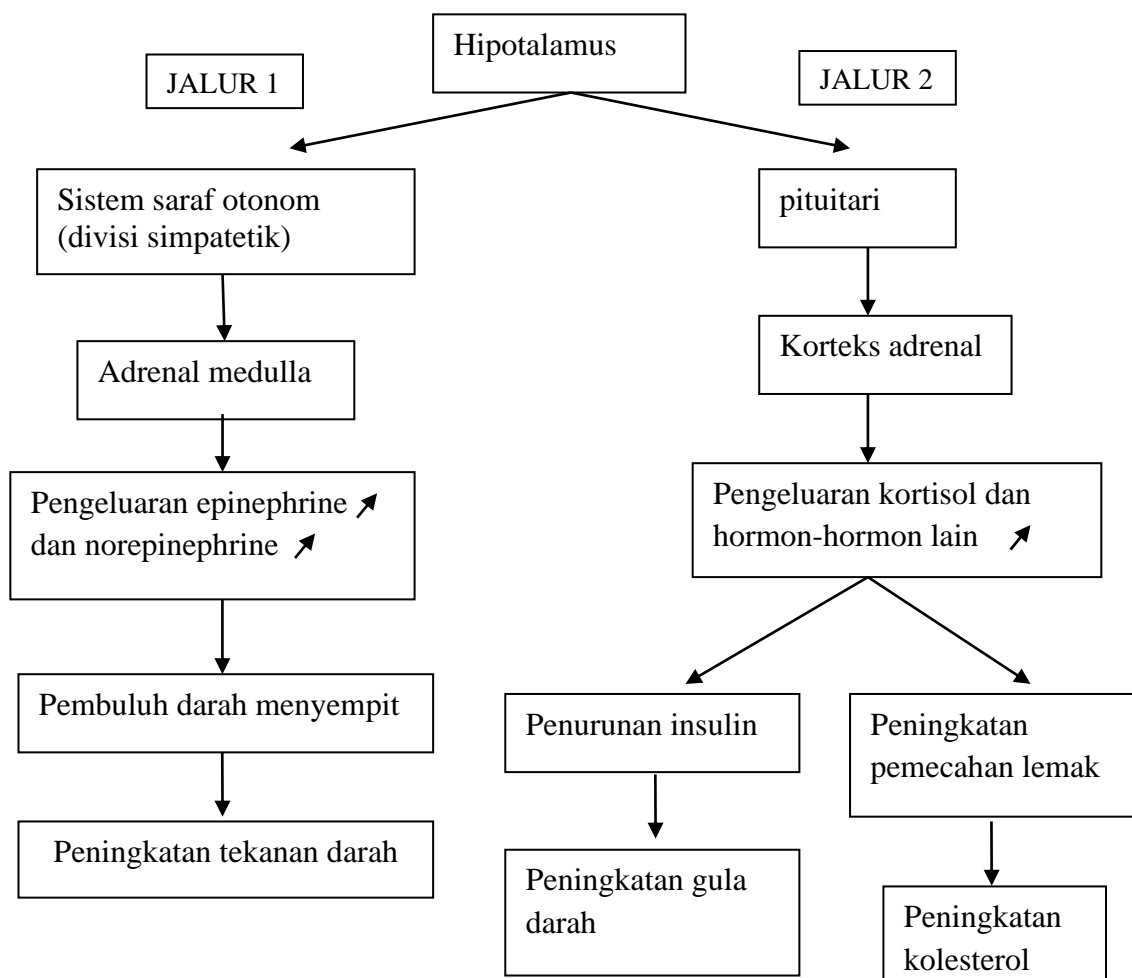 Hipotalamus
JALUR 1
JALUR 2
Sistem saraf otonom
(divisi simpatetik)
pituitari
Adrenal medulla
Korteks adrenal
Pengeluaran epinephrine
dan norepinephrine
Pengeluaran kortisol dan
hormon-hormon lain
Pembuluh darah menyempit
Penurunan insulin
Peningkatan
pemecahan lemak
Peningkatan tekanan darah
Peningkatan gula
darah
Peningkatan
kolesterol